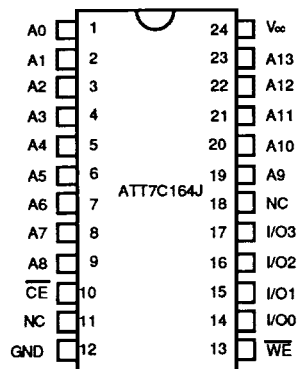 A0 1 24 Vcc
A1 2 23 A13
A2 3 22 A12
A3 4 21 A11
A4 5 20 A10
A5 6 19 A9
ATT7C164J
A6 7 18 NC
A7 8 17 I/O3
A8 9 16 I/O2
CE 10 15 I/O1
NC 11 14 I/O0
GND 12 13 WE